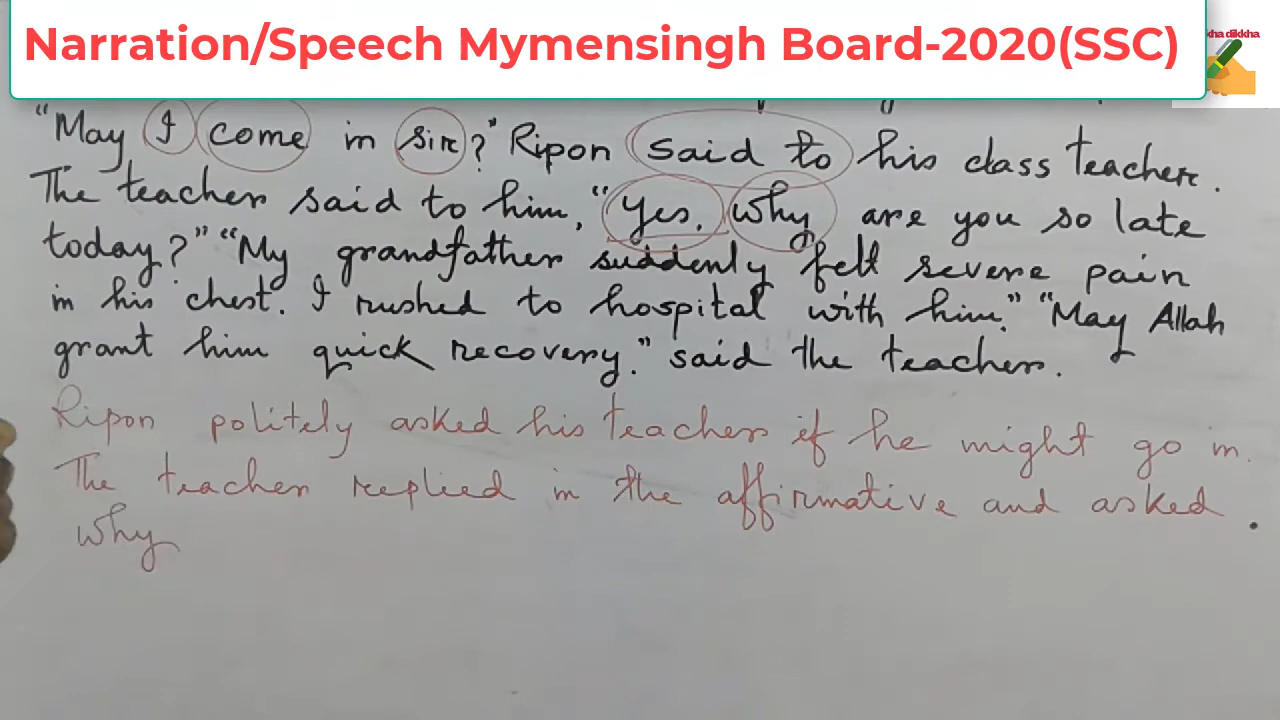 Narration/Speech Mymensingh Board-2020(SSC)
kha dikkha
"May I come in sir?" Ripon said to his class teacher.
The teacher said to him, "Yes, why are you so late
today?" "My grandfather suddenly felt severe pain
in his chest. I rushed to hospital with him." "May Allah
grant him quick recovery." said the teacher.
Ripon politely asked his teacher if he might go in.
The teacher replied in the affirmative and asked
why